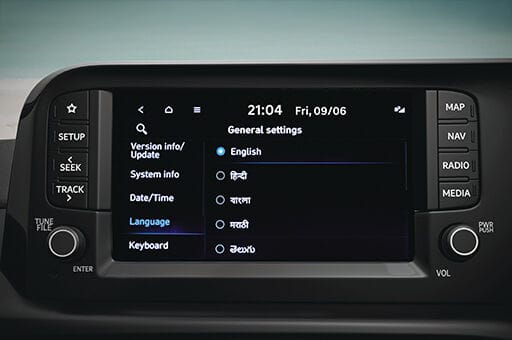 21:04 Fri, 09/06
General settings
Version info/
Update
System info
Date/Time
Language
Keyboard
English
हिन्दी
বাংলা
मराठी
తెలుగు
SETUP
SEEK
TRACK
TUNE
FILE
ENTER
MAP
NAV
RADIO
MEDIA
PWR
PUSH
VOL